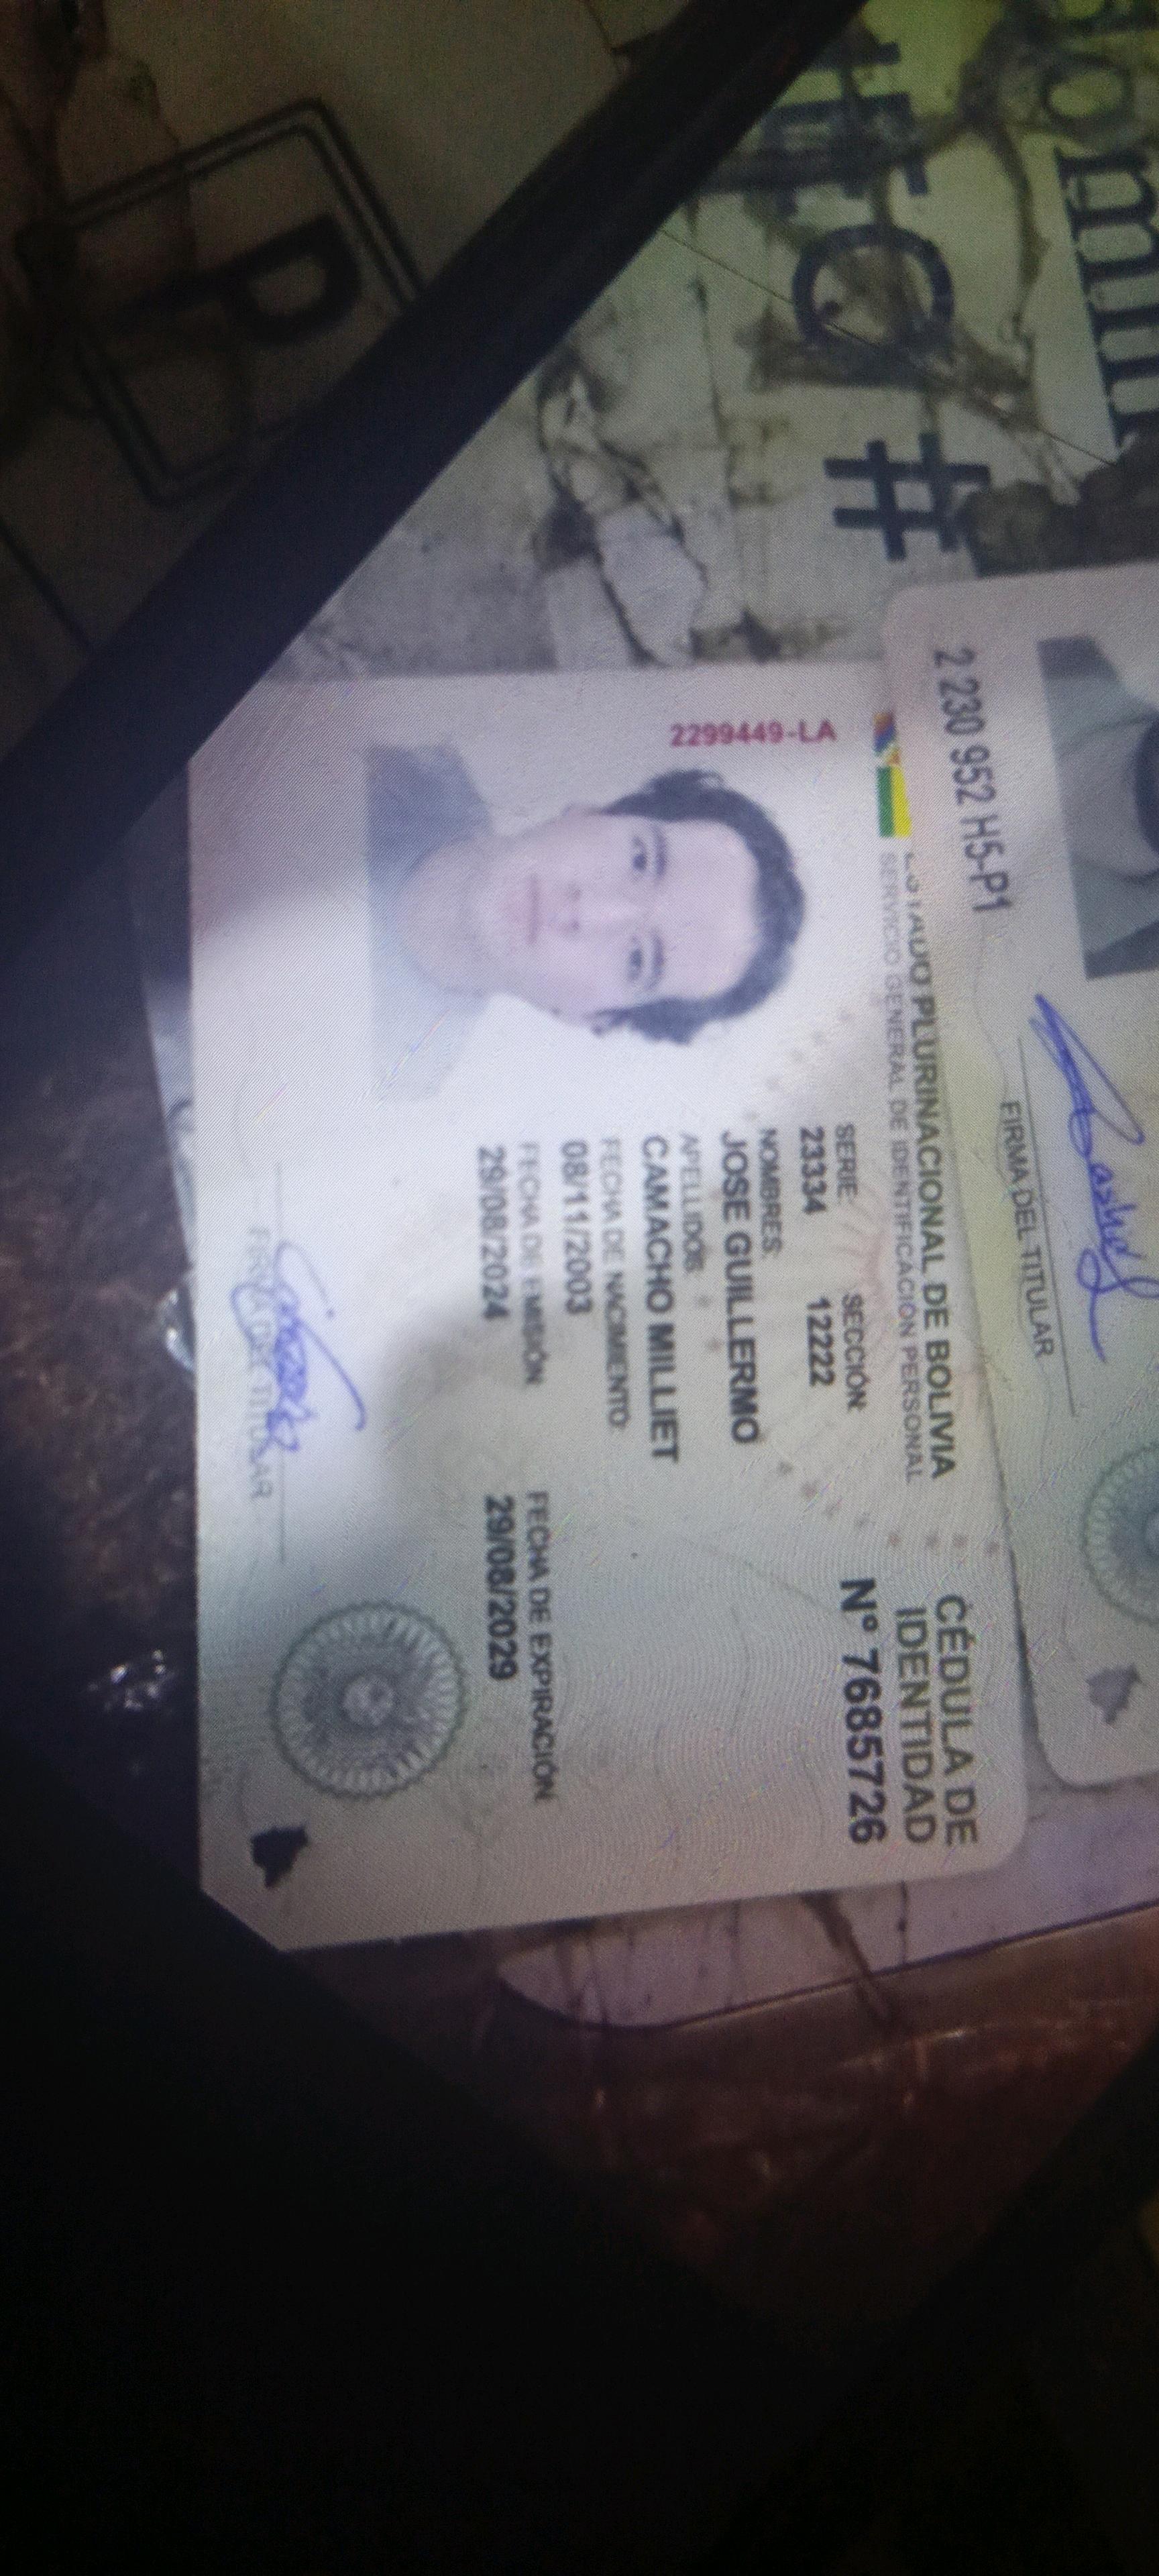 P
#
2 230 952 H5-P1
FIRMA DEL TITULAR
ESTADO PLURINACIONAL DE BOLIVIA
SERVICIO GENERAL DE IDENTIFICACIÓN PERSONAL
CÉDULA DE
IDENTIDAD
Nº 7685726
2299449-LA
SERIE: SECCIÓN:
23334 12222
NOMBRES:
JOSE GUILLERMO
APELLIDOS:
CAMACHO MILLIET
FECHA DE NACIMIENTO:
08/11/2003
FECHA DE EMISIÓN: FECHA DE EXPIRACIÓN
29/08/2024 29/08/2029
FIRMA DEL TITULAR